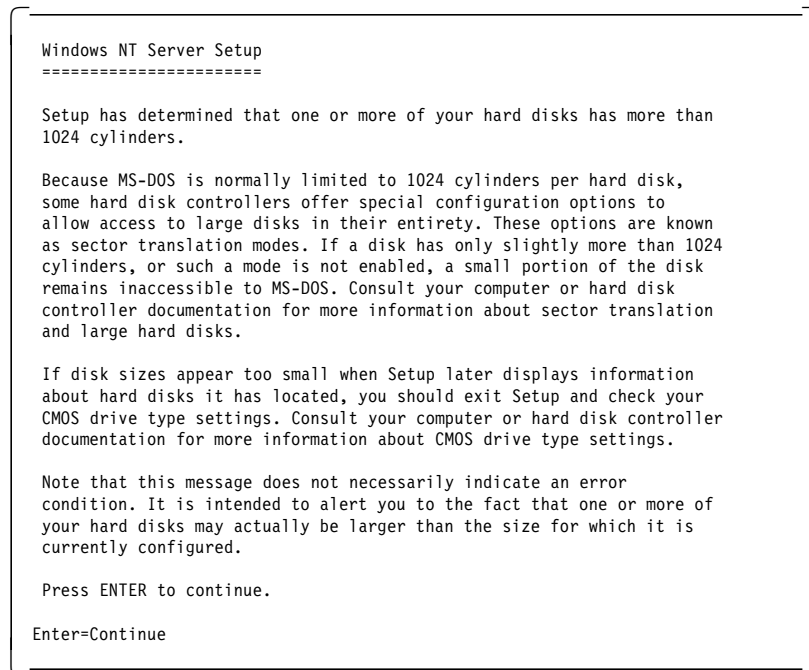 Windows NT Server Setup
=======================
Setup has determined that one or more of your hard disks has more than
1024 cylinders.
Because MS-DOS is normally limited to 1024 cylinders per hard disk,
some hard disk controllers offer special configuration options to
allow access to large disks in their entirety. These options are known
as sector translation modes. If a disk has only slightly more than 1024
cylinders, or such a mode is not enabled, a small portion of the disk
remains inaccessible to MS-DOS. Consult your computer or hard disk
controller documentation for more information about sector translation
and large hard disks.
If disk sizes appear too small when Setup later displays information
about hard disks it has located, you should exit Setup and check your
CMOS drive type settings. Consult your computer or hard disk controller
documentation for more information about CMOS drive type settings.
Note that this message does not necessarily indicate an error
condition. It is intended to alert you to the fact that one or more of
your hard disks may actually be larger than the size for which it is
currently configured.
Press ENTER to continue.
Enter=Continue